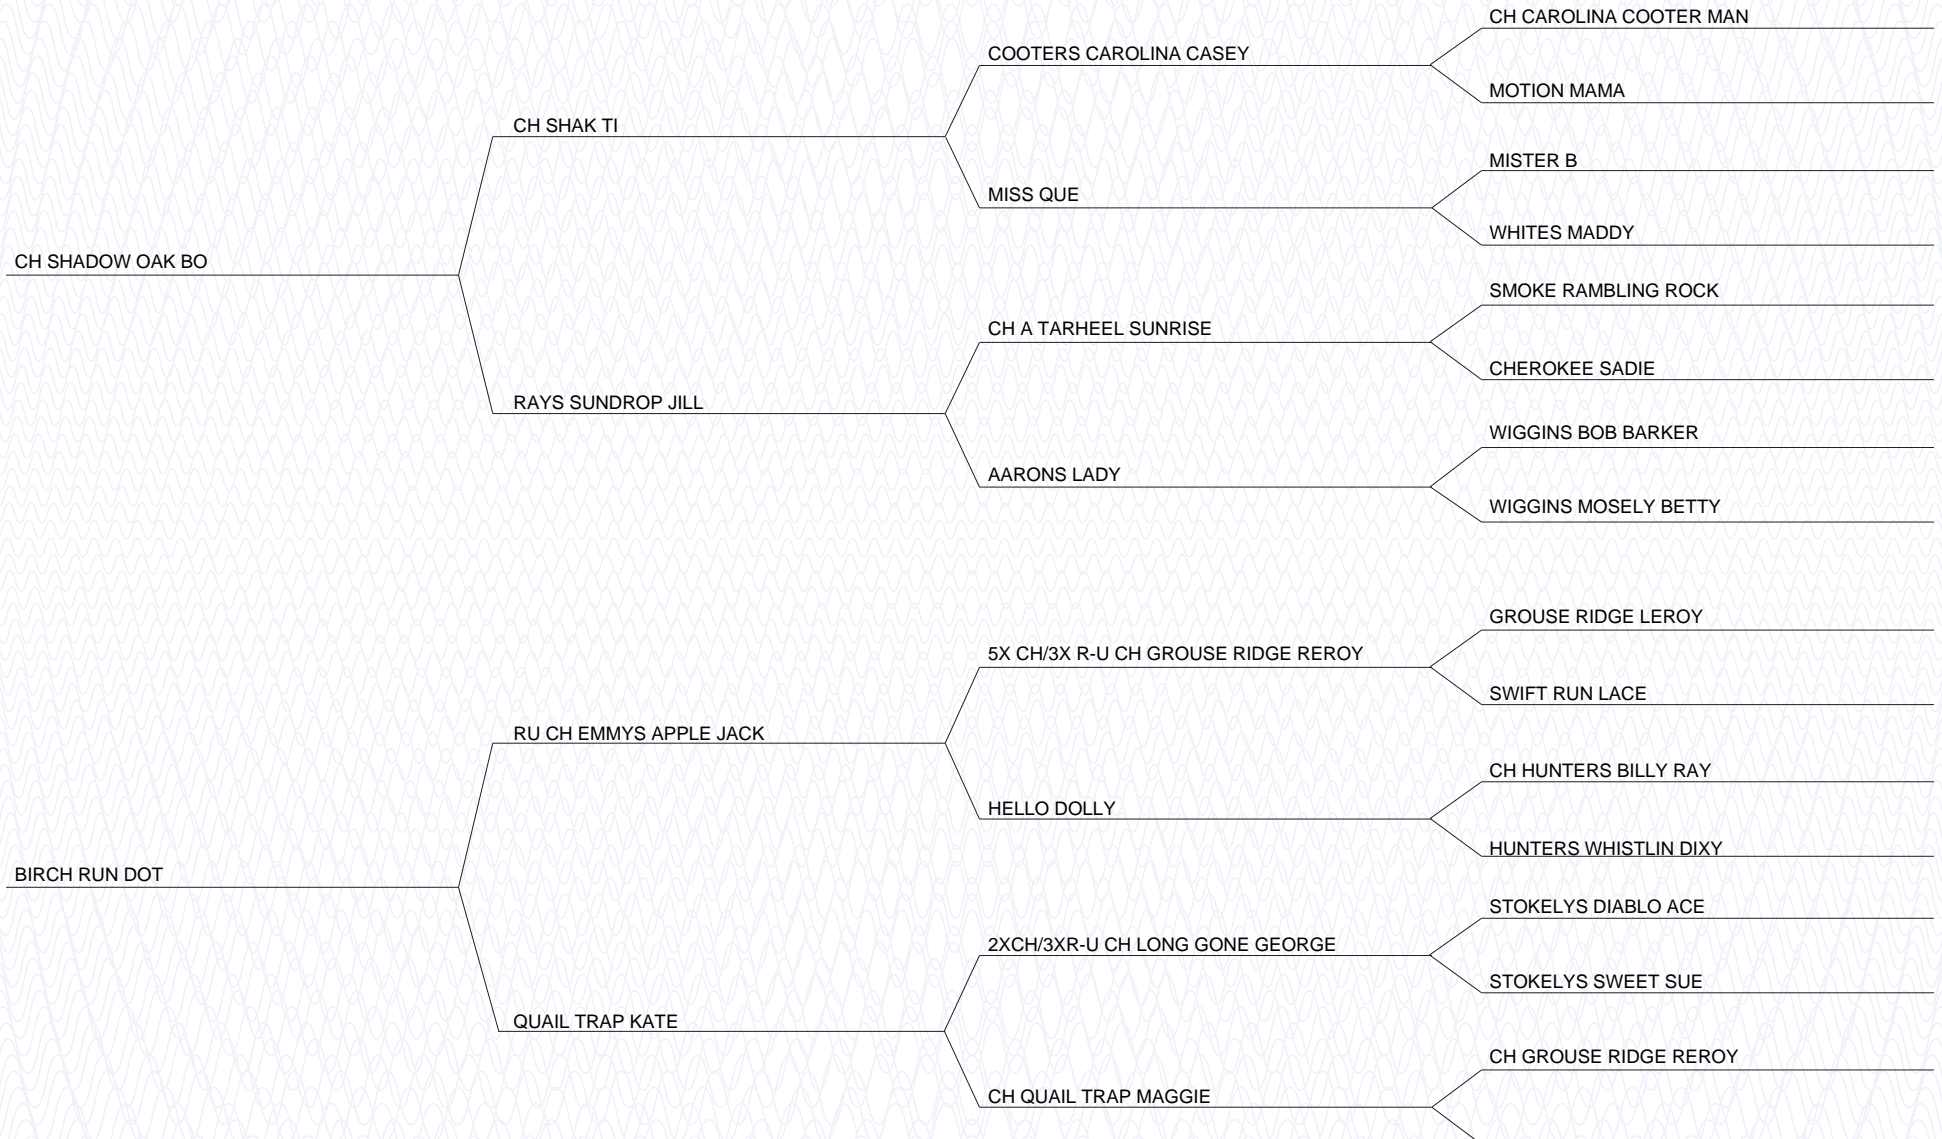 CH CAROLINA COOTER MAN
COOTERS CAROLINA CASEY
MOTION MAMA
CH SHAK TI
MISTER B
MISS QUE
WHITES MADDY
CH SHADOW OAK BO
SMOKE RAMBLING ROCK
CH A TARHEEL SUNRISE
CHEROKEE SADIE
RAYS SUNDROP JILL
WIGGINS BOB BARKER
AARONS LADY
WIGGINS MOSELY BETTY
GROUSE RIDGE LEROY
5X CH/3X R-U CH GROUSE RIDGE REROY
SWIFT RUN LACE
RU CH EMMYS APPLE JACK
CH HUNTERS BILLY RAY
HELLO DOLLY
HUNTERS WHISTLIN DIXY
BIRCH RUN DOT
STOKELYS DIABLO ACE
2XCH/3XR-U CH LONG GONE GEORGE
STOKELYS SWEET SUE
QUAIL TRAP KATE
CH GROUSE RIDGE REROY
CH QUAIL TRAP MAGGIE